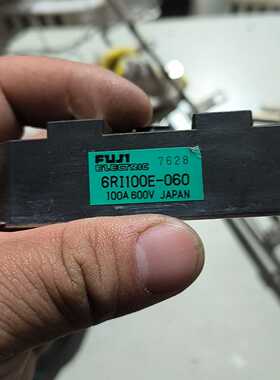 FUJI
ELECTRIC 7628
6RI100E-060
100A 600V JAPAN